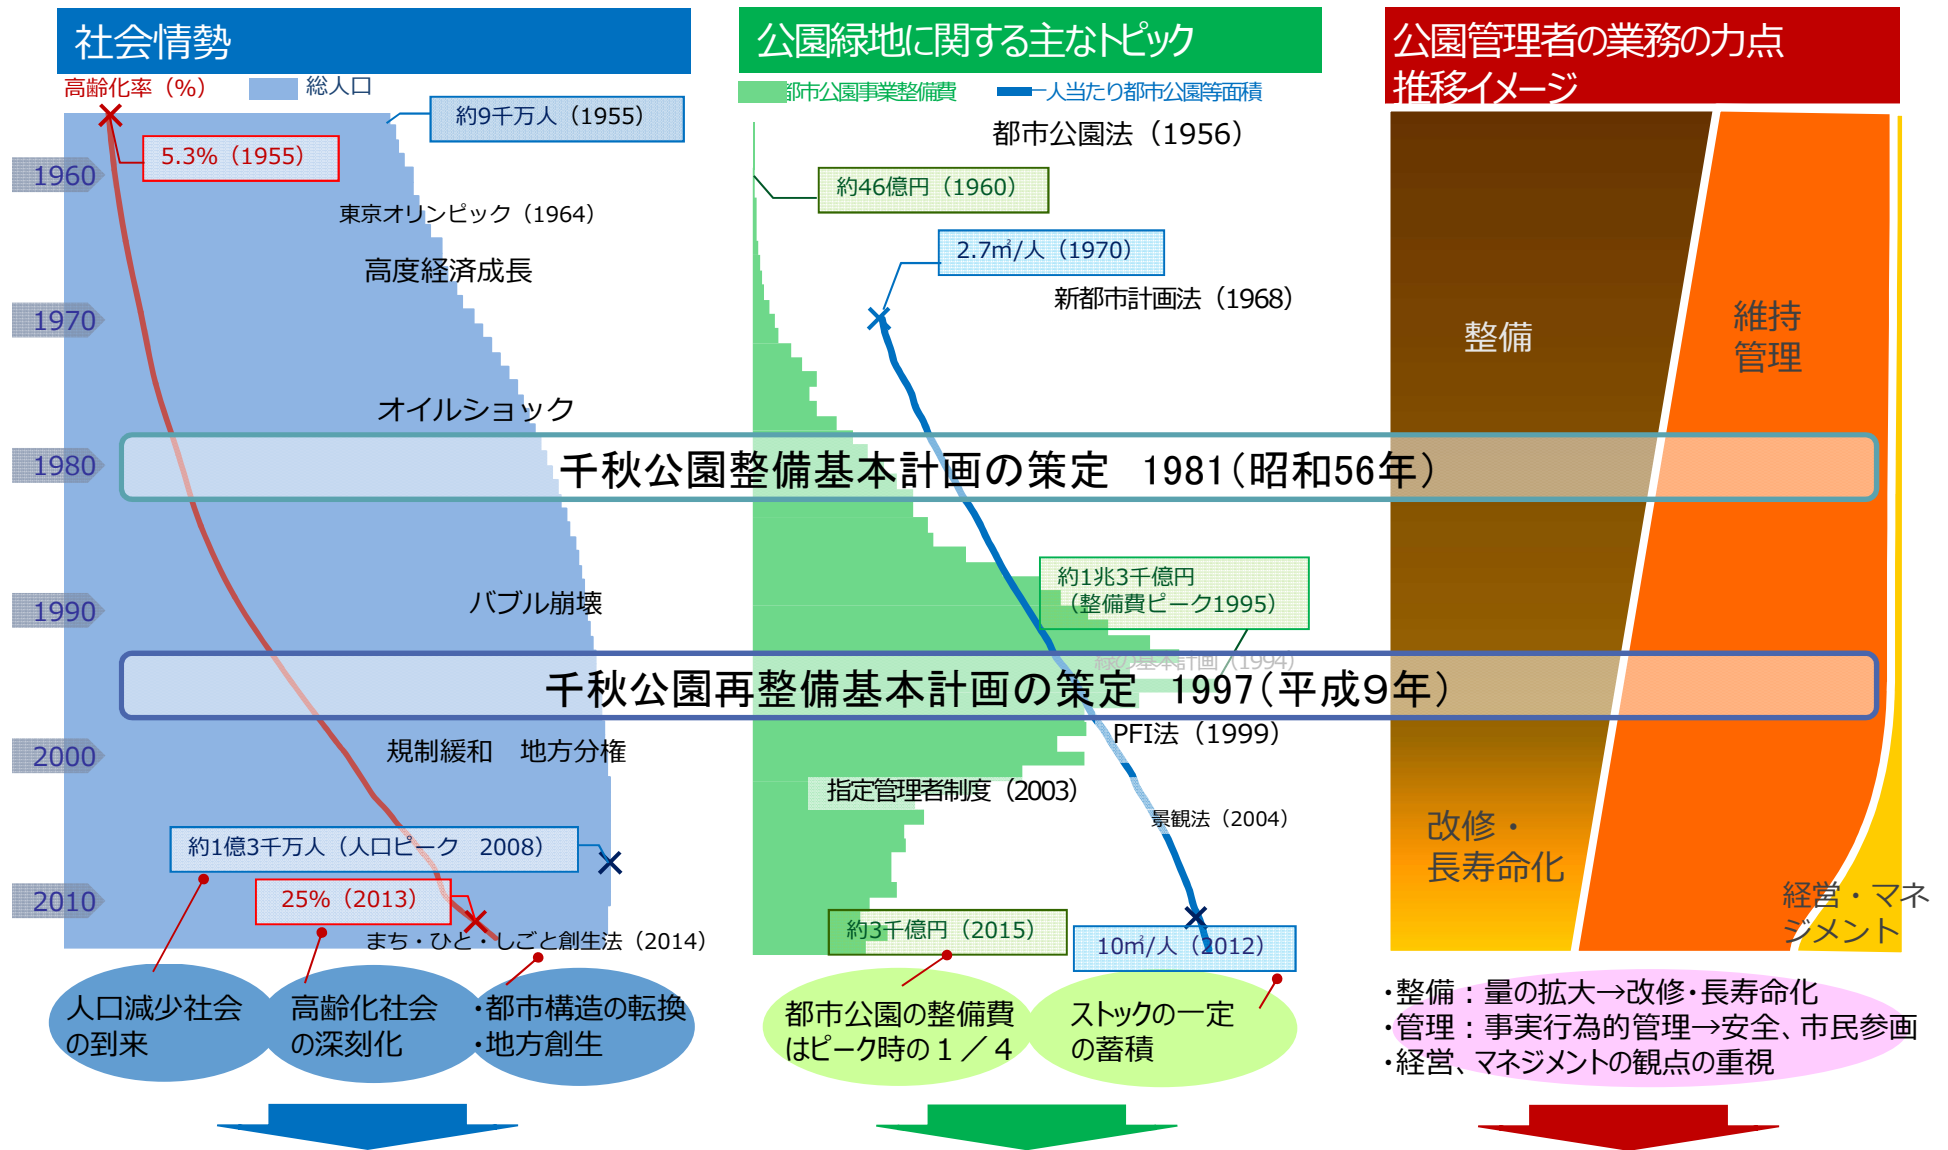 社会情勢
高齢化率（%）
総人口
約9千万人（1955）
5.3%（1955）
1960
東京オリンピック（1964）
高度経済成長
1970
オイルショック
1980
バブル崩壊
1990
規制緩和　地方分権
2000
約1億3千万人（人口ピーク　2008）
25%（2013）
2010
まち・ひと・しごと創生法（2014）
人口減少社会
の到来
高齢化社会
の深刻化
・都市構造の転換
・地方創生
公園緑地に関する主なトピック
都市公園事業整備費
一人当たり都市公園等面積
都市公園法（1956）
約46億円（1960）
2.7㎡/人（1970）
新都市計画法（1968）
千秋公園整備基本計画の策定　1981（昭和56年）
約1兆3千億円
（整備費ピーク1995）
緑の基本計画（1994）
千秋公園再整備基本計画の策定　1997（平成９年）
PFI法（1999）
指定管理者制度（2003）
景観法（2004）
約3千億円（2015）
10㎡/人（2012）
都市公園の整備費
はピーク時の１／４
ストックの一定
の蓄積
公園管理者の業務の力点
推移イメージ
整備
維持
管理
改修・
長寿命化
経営・マネ
ジメント
・整備：量の拡大→改修・長寿命化
・管理：事実行為的管理→安全、市民参画
・経営、マネジメントの観点の重視